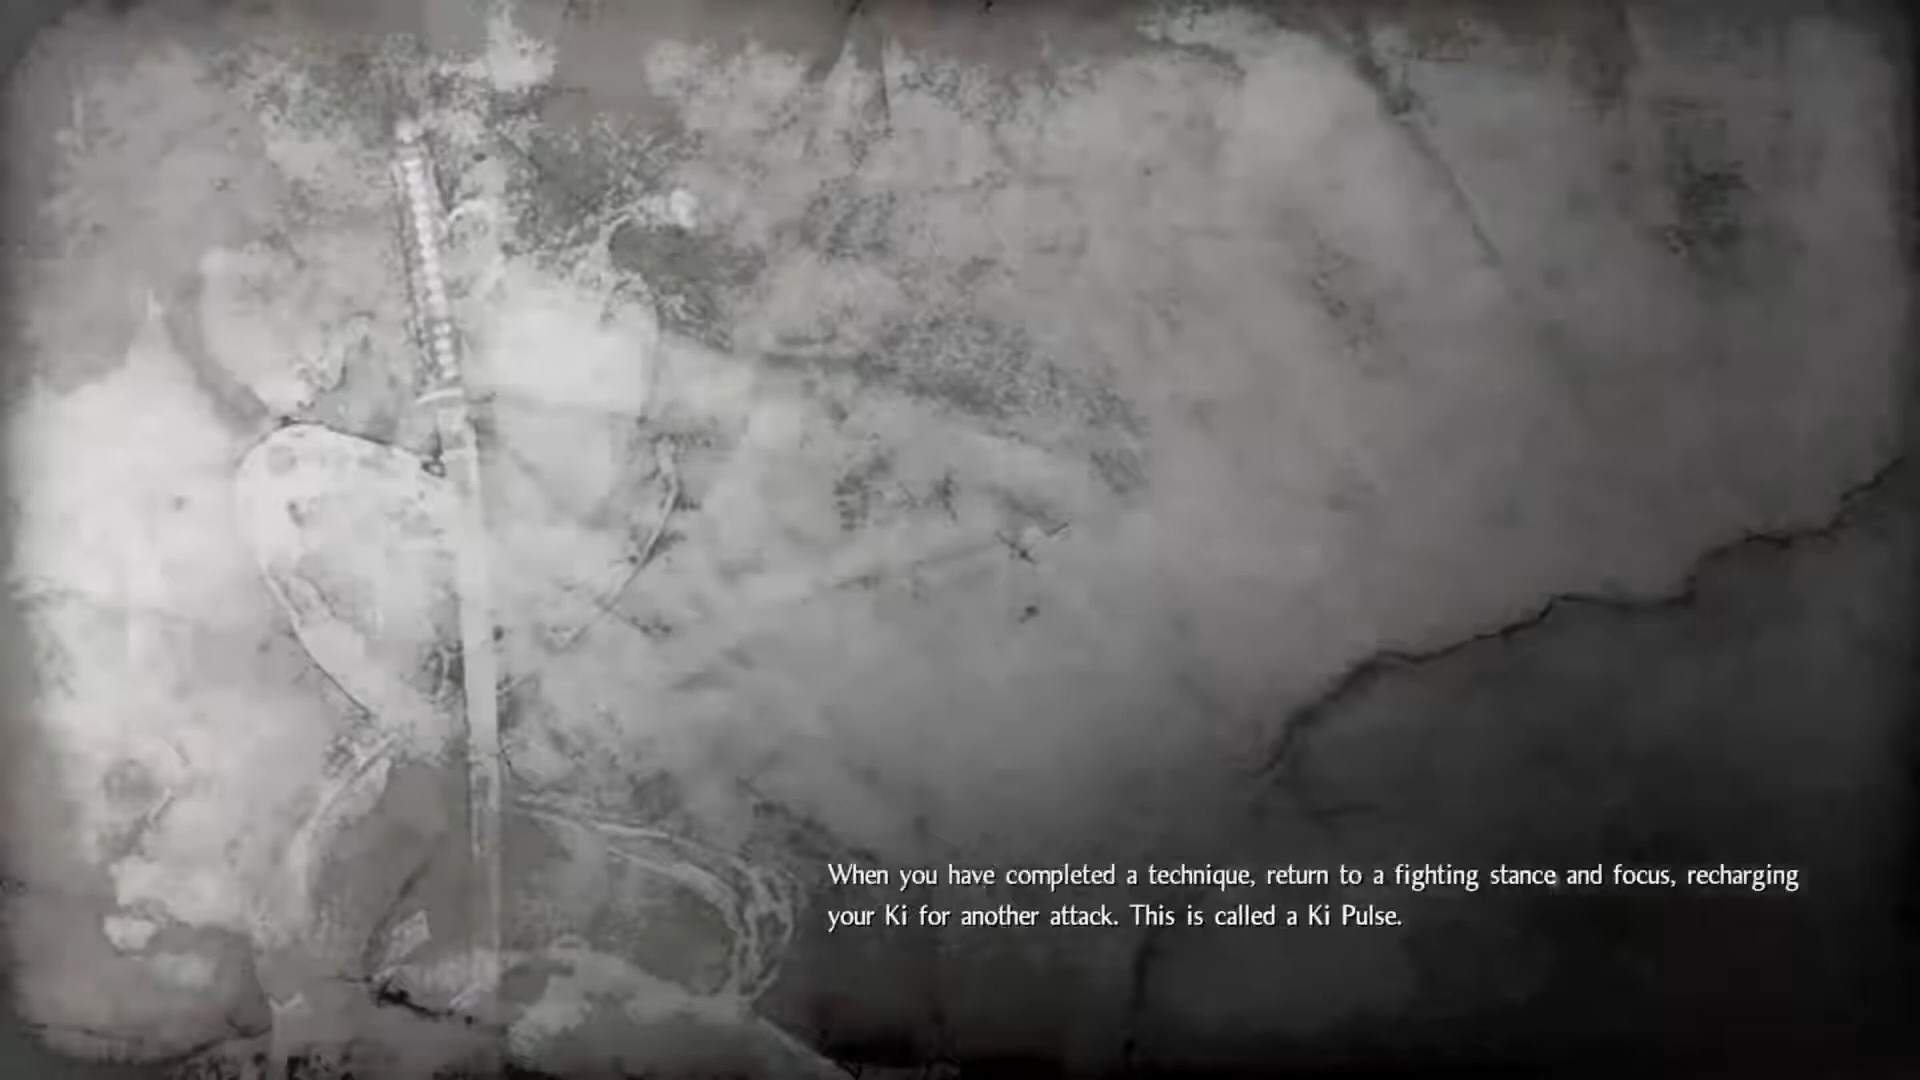 When you have completed a technique, return to a fighting stance and focus, recharging
your Ki for another attack. This is called a Ki Pulse.